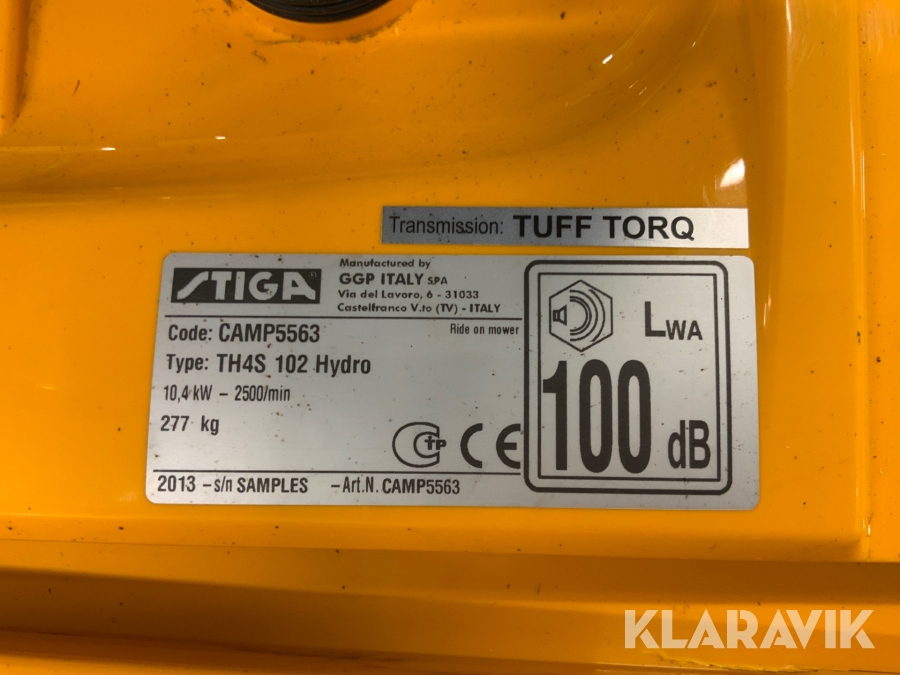 Transmission: TUFF TORQ
STIGA
Manufactured by
GGP ITALY SPA
Via del Lavoro, 6 - 31033
Castelfranco V.to (TV) - ITALY
Code: CAMP5563
Ride on mower
Type: TH4S 102 Hydro
10,4 kW - 2500/min
277 kg
CTP CE
LWA
100 dB
2013 - s/n SAMPLES - Art.N. CAMP5563
KLARAVIK